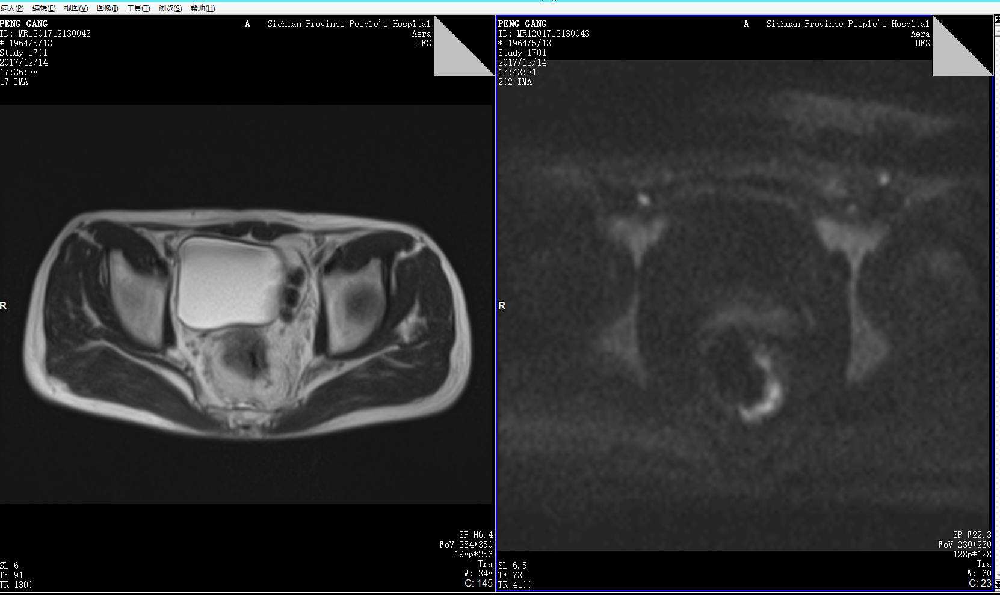 病人(P) 编辑(E) 视图(V) 图像(I) 工具(T) 浏览(S) 帮助(H)
PENG GANG
ID: MR1201712130043
* 1964/5/13
Study 1701
2017/12/14
17:36:38
17 IMA
A
Sichuan Province People's Hospital
Aera
HFS
R
SP H6.4
FoV 284*350
198p*256
Tra
W: 348
C: 145
SL 6
TE 91
TR 1300
PENG GANG
ID: MR1201712130043
* 1964/5/13
Study 1701
2017/12/14
17:43:31
202 IMA
A
Sichuan Province People's Hospital
Aera
HFS
R
SP F22.3
FoV 230*230
128p*128
Tra
W: 60
C: 23
SL 6.5
TE 73
TR 4100